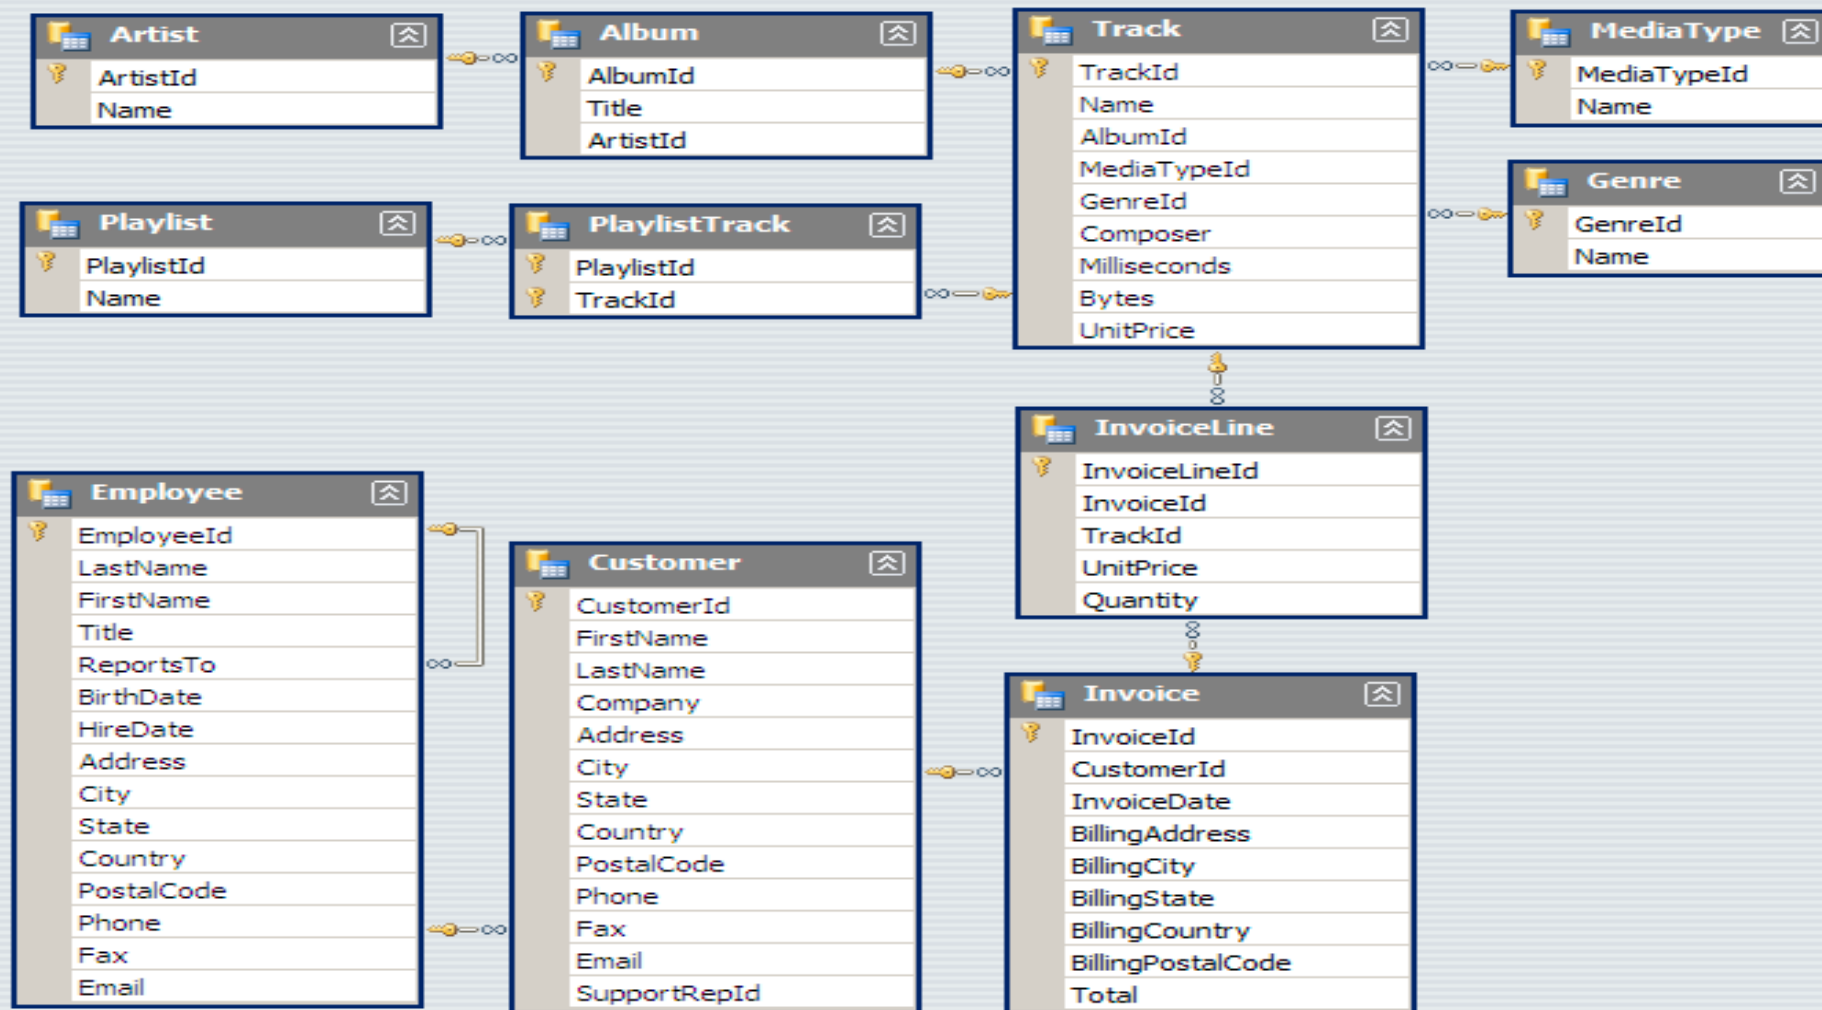 Artist
ArtistId
Name
Album
AlbumId
Title
ArtistId
Track
TrackId
Name
AlbumId
MediaTypeId
GenreId
Composer
Milliseconds
Bytes
UnitPrice
MediaType
MediaTypeId
Name
Genre
GenreId
Name
Playlist
PlaylistId
Name
PlaylistTrack
PlaylistId
TrackId
InvoiceLine
InvoiceLineId
InvoiceId
TrackId
UnitPrice
Quantity
Employee
EmployeeId
LastName
FirstName
Title
ReportsTo
BirthDate
HireDate
Address
City
State
Country
PostalCode
Phone
Fax
Email
Customer
CustomerId
FirstName
LastName
Company
Address
City
State
Country
PostalCode
Phone
Fax
Email
SupportRepId
Invoice
InvoiceId
CustomerId
InvoiceDate
BillingAddress
BillingCity
BillingState
BillingCountry
BillingPostalCode
Total